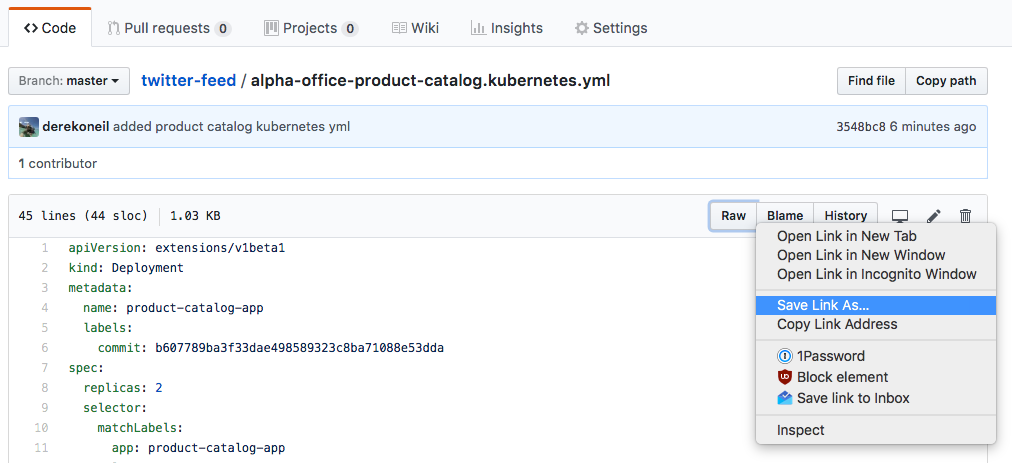 Code Pull requests 0 Projects 0 Wiki Insights Settings
Branch: master twitter-feed / alpha-office-product-catalog.kubernetes.yml Find file Copy path
derekoneil added product catalog kubernetes yml 3548bc8 6 minutes ago
1 contributor
45 lines (44 sloc) 1.03 KB Raw Blame History
1 apiVersion: extensions/v1beta1
2 kind: Deployment
3 metadata:
4 name: product-catalog-app
5 labels:
6 commit: b607789ba3f33dae498589323c8ba71088e53dda
7 spec:
8 replicas: 2
9 selector:
10 matchLabels:
11 app: product-catalog-app
Open Link in New Tab
Open Link in New Window
Open Link in Incognito Window
Save Link As...
Copy Link Address
1Password
Block element
Save link to Inbox
Inspect